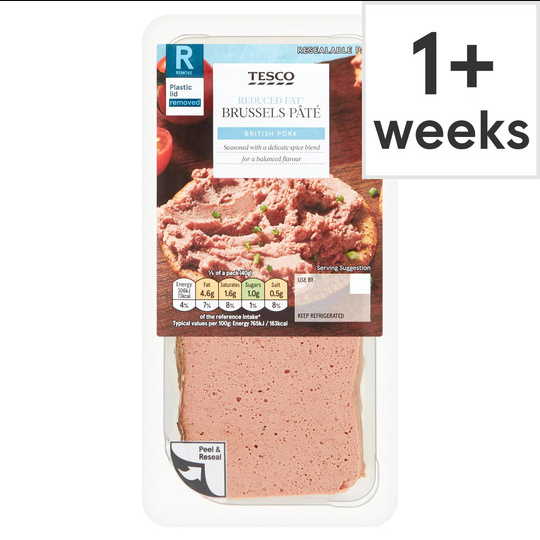 RESEALABLE P
1+
weeks
R
REMOVE
Plastic
lid
removed
TESCO
REDUCED FAT
BRUSSELS PÂTÉ
BRITISH PORK
Seasoned with a delicate spice blend
for a balanced flavour
Serving Suggestion
⅕ of a pack (40g)
Energy Fat Saturates Sugars Salt
306kJ 73kcal 4.6g 1.6g 1.0g 0.5g
4% 7% 8% 1% 8%
of the reference intake*
Typical values per 100g: Energy 765kJ / 183kcal
USE BY
KEEP REFRIGERATED
Peel &
Reseal